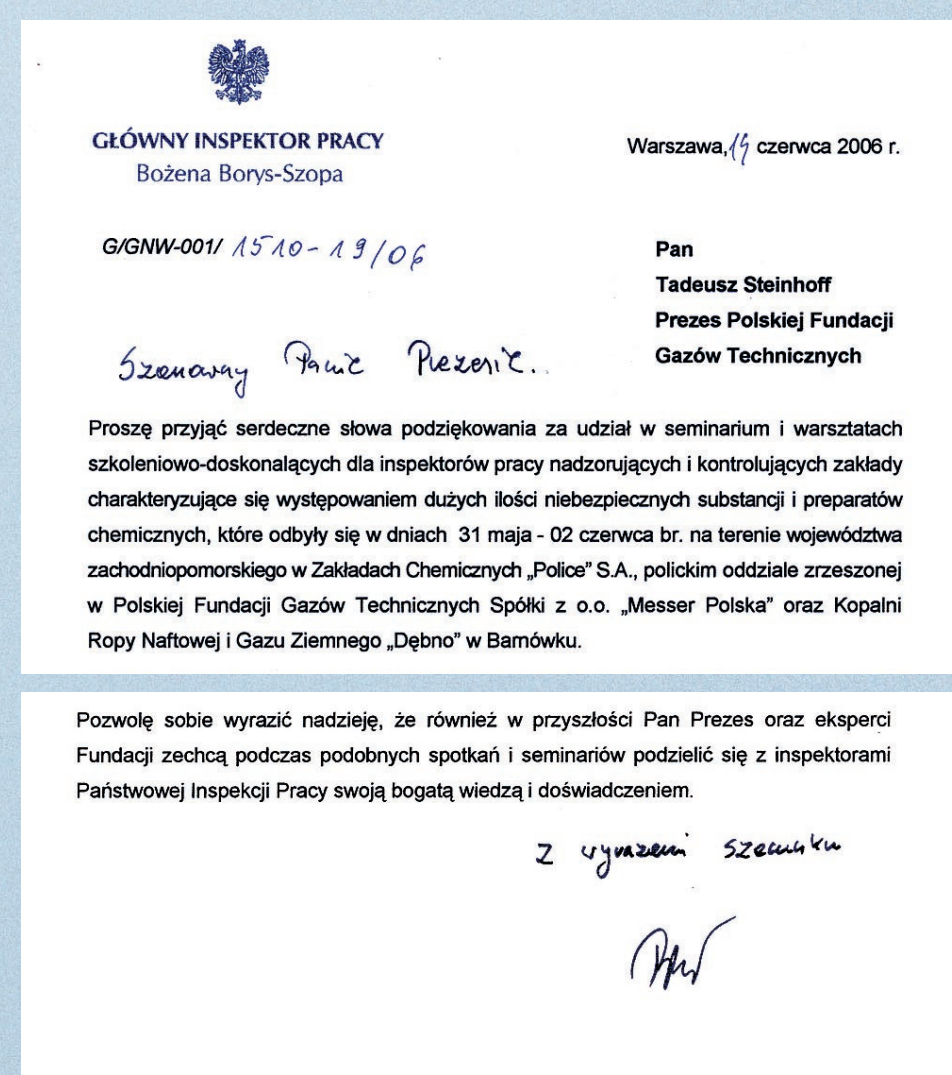 GŁÓWNY INSPEKTOR PRACY
Bożena Borys-Szopa
Warszawa, 14 czerwca 2006 r.
G/GNW-001/ 1510-19/06
Pan
Tadeusz Steinhoff
Prezes Polskiej Fundacji
Gazów Technicznych
Szanowny Panie Prezesie.
Proszę przyjąć serdeczne słowa podziękowania za udział w seminarium i warsztatach
szkoleniowo-doskonalących dla inspektorów pracy nadzorujących i kontrolujących zakłady
charakteryzujące się występowaniem dużych ilości niebezpiecznych substancji i preparatów
chemicznych, które odbyły się w dniach 31 maja - 02 czerwca br. na terenie województwa
zachodniopomorskiego w Zakładach Chemicznych „Police” S.A., polickim oddziale zrzeszonej
w Polskiej Fundacji Gazów Technicznych Spółki z o.o. „Messer Polska” oraz Kopalni
Ropy Naftowej i Gazu Ziemnego „Dębno” w Barnówku.
Pozwolę sobie wyrazić nadzieję, że również w przyszłości Pan Prezes oraz eksperci
Fundacji zechcą podczas podobnych spotkań i seminariów podzielić się z inspektorami
Państwowej Inspekcji Pracy swoją bogatą wiedzą i doświadczeniem.
Z wyrazami szacunku